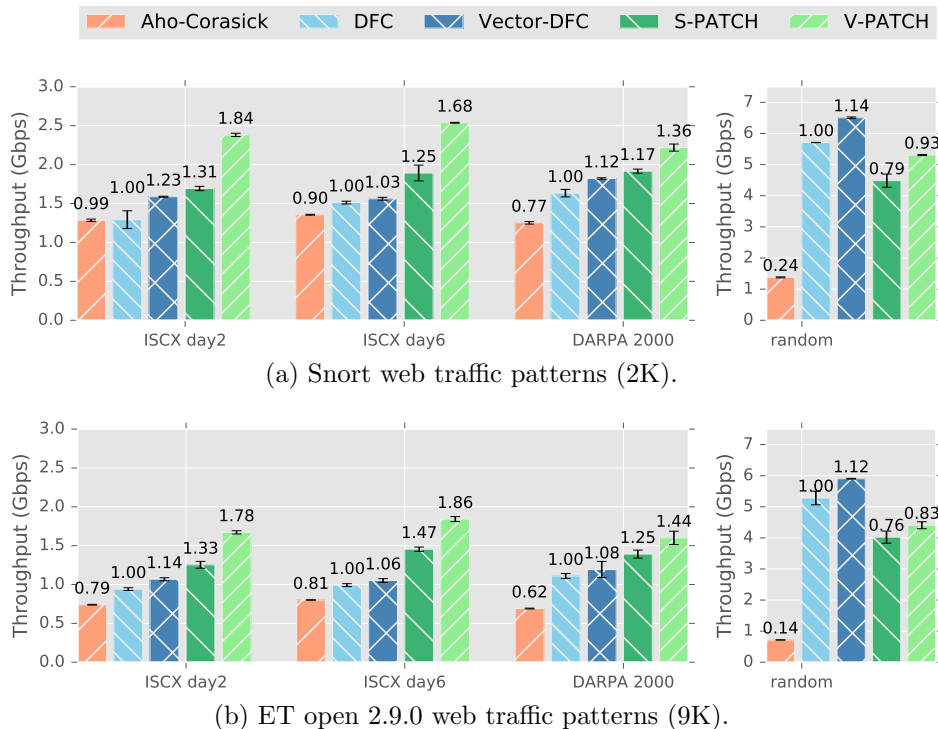 Aho-Corasick DFC Vector-DFC S-PATCH V-PATCH
Throughput (Gbps)
3.0
2.5
2.0
1.5
1.0
0.5
0.0
0.99 1.00 1.23 1.31 1.84
0.90 1.00 1.03 1.25 1.68
0.77 1.00 1.12 1.17 1.36
ISCX day2 ISCX day6 DARPA 2000
Throughput (Gbps)
7
6
5
4
3
2
1
0
0.24 1.00 1.14 0.79 0.93
random
(a) Snort web traffic patterns (2K).
Throughput (Gbps)
3.0
2.5
2.0
1.5
1.0
0.5
0.0
0.79 1.00 1.14 1.33 1.78
0.81 1.00 1.06 1.47 1.86
0.62 1.00 1.08 1.25 1.44
ISCX day2 ISCX day6 DARPA 2000
Throughput (Gbps)
7
6
5
4
3
2
1
0
0.14 1.00 1.12 0.76 0.83
random
(b) ET open 2.9.0 web traffic patterns (9K).